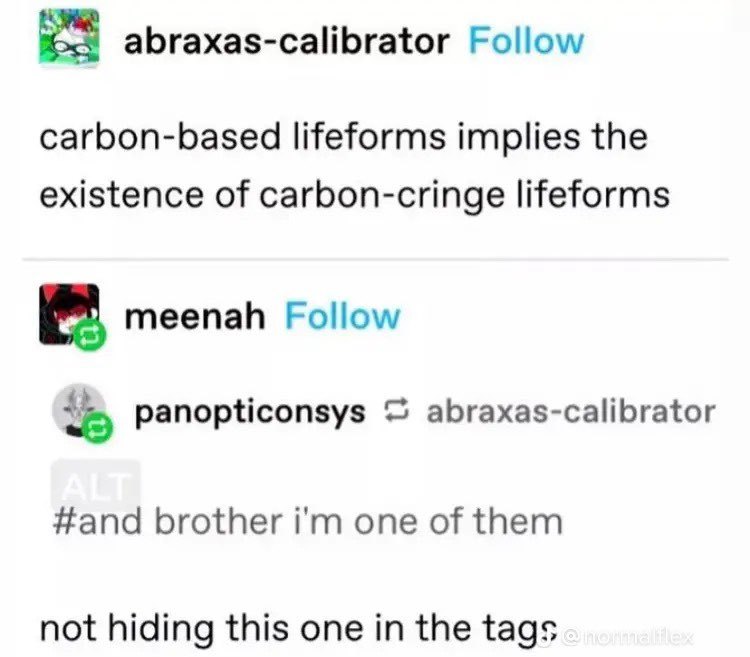 abraxas-calibrator Follow
carbon-based lifeforms implies the
existence of carbon-cringe lifeforms
meenah Follow
panopticonsys abraxas-calibrator
ALT
#and brother i'm one of them
not hiding this one in the tags
@normalflex